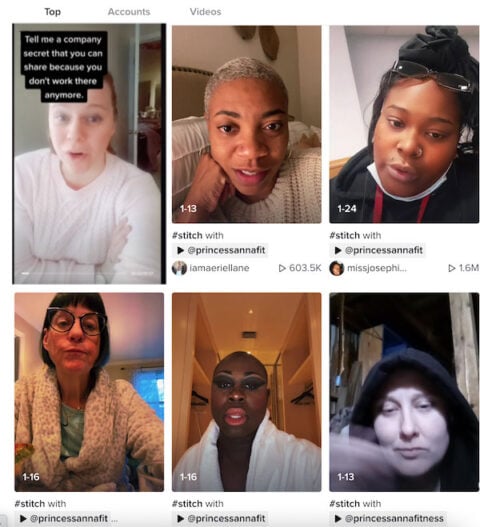 Top Accounts Videos
Tell me a company
secret that you can
share because you
don't work there
anymore.
1-13
1-24
#stitch with
▶ @princessannafit
iamaeriellane ▷ 603.5K
#stitch with
▶ @princessannafit
missjosephi... ▷ 1.6M
1-16
1-16
1-13
#stitch with
▶ @princessannafit ...
#stitch with
▶ @princessannafit
#stitch with
▶ @princessannafitness